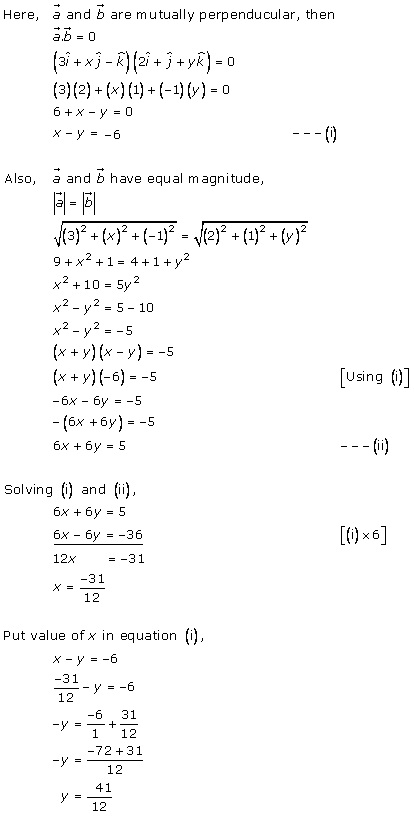 Here, a⃗ and b⃗ are mutually perpenducular, then
a⃗.b⃗ = 0
(3î + xĵ − k̂)(2î + ĵ + yk̂) = 0
(3)(2) + (x)(1) + (−1)(y) = 0
6 + x − y = 0
x − y = −6 − − − (i)
Also, a⃗ and b⃗ have equal magnitude,
|a⃗| = |b⃗|
√((3)² + (x)² + (−1)²) = √((2)² + (1)² + (y)²)
9 + x² + 1 = 4 + 1 + y²
x² + 10 = 5y²
x² − y² = 5 − 10
x² − y² = −5
(x + y)(x − y) = −5
(x + y)(−6) = −5 [Using (i)]
−6x − 6y = −5
−(6x + 6y) = −5
6x + 6y = 5 − − − (ii)
Solving (i) and (ii),
6x + 6y = 5
6x − 6y = −36 [(i) × 6]
12x = −31
x = −31/12
Put value of x in equation (i),
x − y = −6
−31/12 − y = −6
−y = −6/1 + 31/12
−y = (−72 + 31)/12
y = 41/12